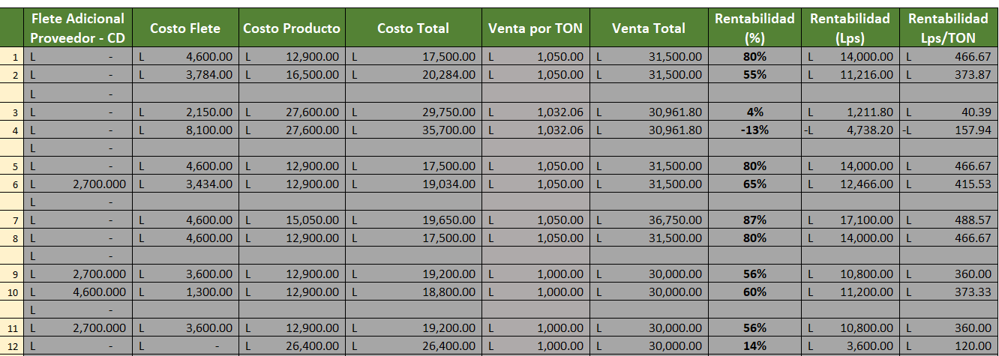 Flete Adicional Proveedor - CD Costo Flete Costo Producto Costo Total Venta por TON Venta Total Rentabilidad (%) Rentabilidad (Lps) Rentabilidad Lps/TON
1 L - L 4,600.00 L 12,900.00 L 17,500.00 L 1,050.00 L 31,500.00 80% L 14,000.00 L 466.67
2 L - L 3,784.00 L 16,500.00 L 20,284.00 L 1,050.00 L 31,500.00 55% L 11,216.00 L 373.87
L -
3 L - L 2,150.00 L 27,600.00 L 29,750.00 L 1,032.06 L 30,961.80 4% L 1,211.80 L 40.39
4 L - L 8,100.00 L 27,600.00 L 35,700.00 L 1,032.06 L 30,961.80 -13% -L 4,738.20 -L 157.94
L -
5 L - L 4,600.00 L 12,900.00 L 17,500.00 L 1,050.00 L 31,500.00 80% L 14,000.00 L 466.67
6 L 2,700.000 L 3,434.00 L 12,900.00 L 19,034.00 L 1,050.00 L 31,500.00 65% L 12,466.00 L 415.53
L -
7 L - L 4,600.00 L 15,050.00 L 19,650.00 L 1,050.00 L 36,750.00 87% L 17,100.00 L 488.57
8 L - L 4,600.00 L 12,900.00 L 17,500.00 L 1,050.00 L 31,500.00 80% L 14,000.00 L 466.67
L -
9 L 2,700.000 L 3,600.00 L 12,900.00 L 19,200.00 L 1,000.00 L 30,000.00 56% L 10,800.00 L 360.00
10 L 4,600.000 L 1,300.00 L 12,900.00 L 18,800.00 L 1,000.00 L 30,000.00 60% L 11,200.00 L 373.33
L -
11 L 2,700.000 L 3,600.00 L 12,900.00 L 19,200.00 L 1,000.00 L 30,000.00 56% L 10,800.00 L 360.00
12 L - L - L 26,400.00 L 26,400.00 L 1,000.00 L 30,000.00 14% L 3,600.00 L 120.00